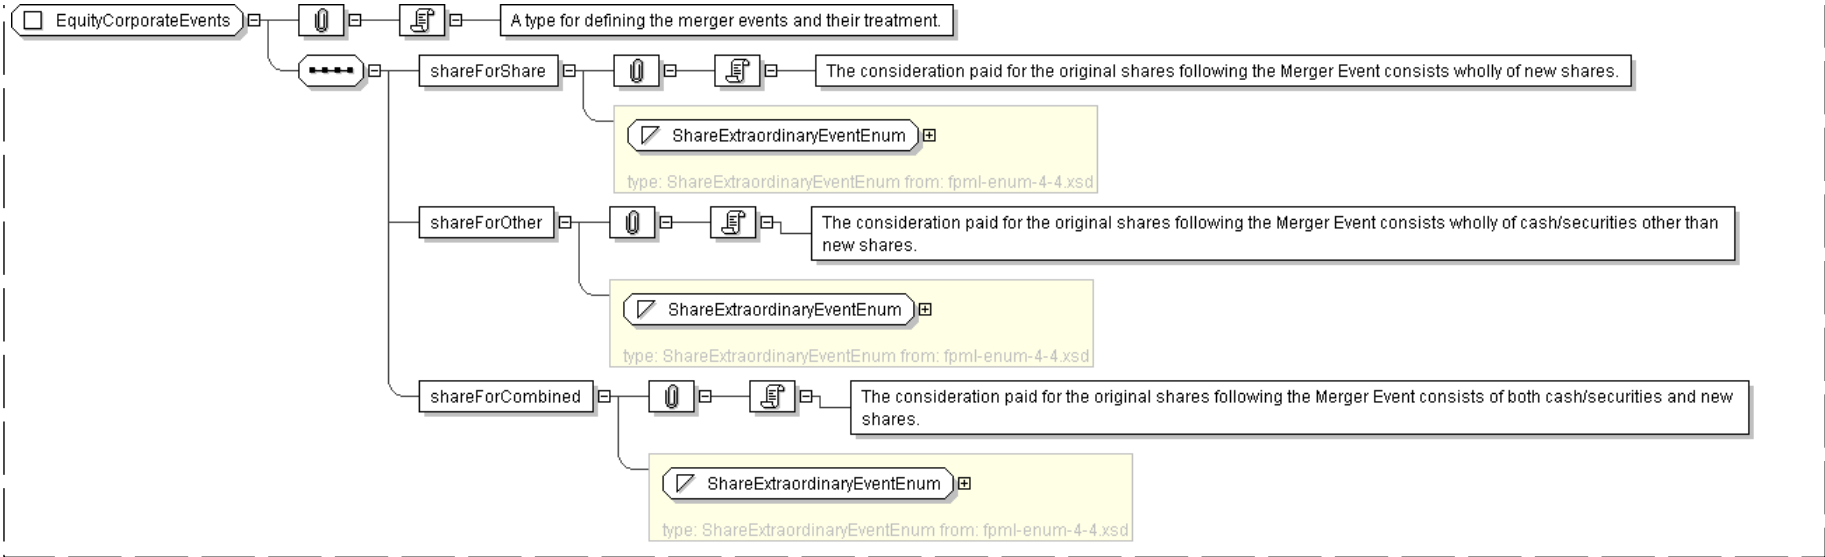 EquityCorporateEvents
A type for defining the merger events and their treatment.
shareForShare
The consideration paid for the original shares following the Merger Event consists wholly of new shares.
ShareExtraordinaryEventEnum
type: ShareExtraordinaryEventEnum from: fpml-enum-4-4.xsd
shareForOther
The consideration paid for the original shares following the Merger Event consists wholly of cash/securities other than
new shares.
ShareExtraordinaryEventEnum
type: ShareExtraordinaryEventEnum from: fpml-enum-4-4.xsd
shareForCombined
The consideration paid for the original shares following the Merger Event consists of both cash/securities and new
shares.
ShareExtraordinaryEventEnum
type: ShareExtraordinaryEventEnum from: fpml-enum-4-4.xsd